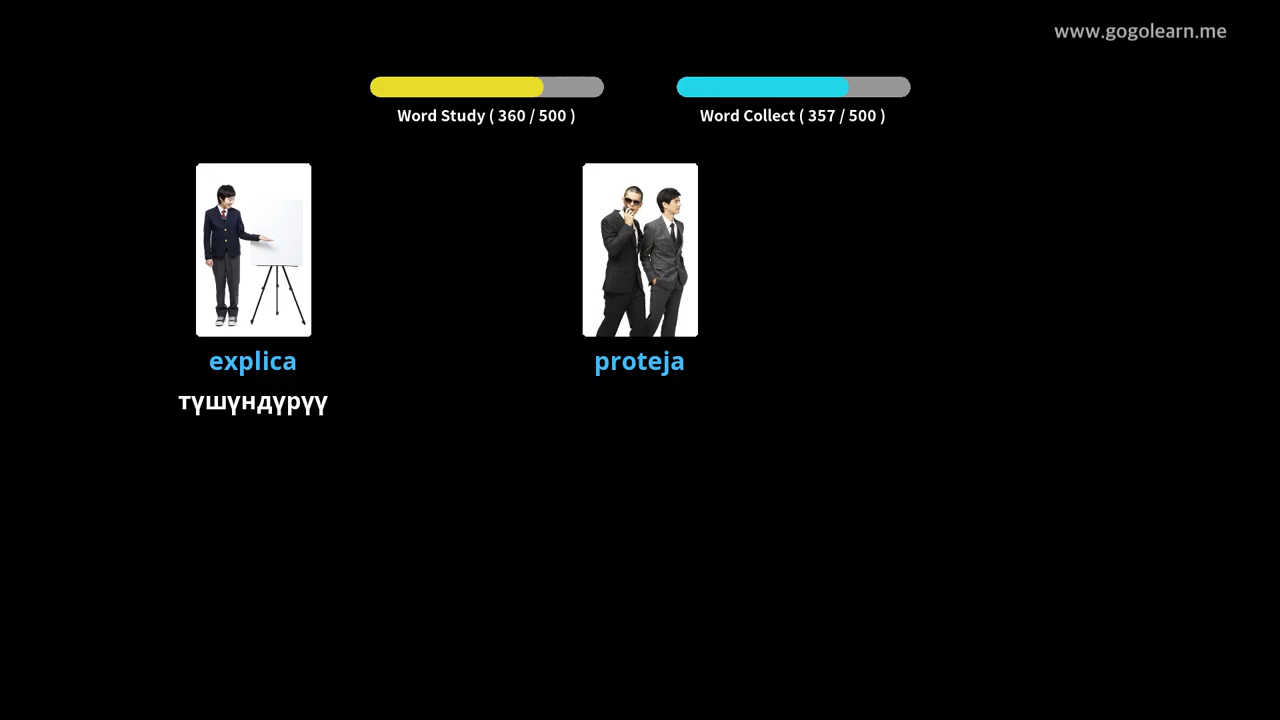 www.gogolearn.me
Word Study ( 360 / 500 )
Word Collect ( 357 / 500 )
explica
proteja
түшүндүрүү